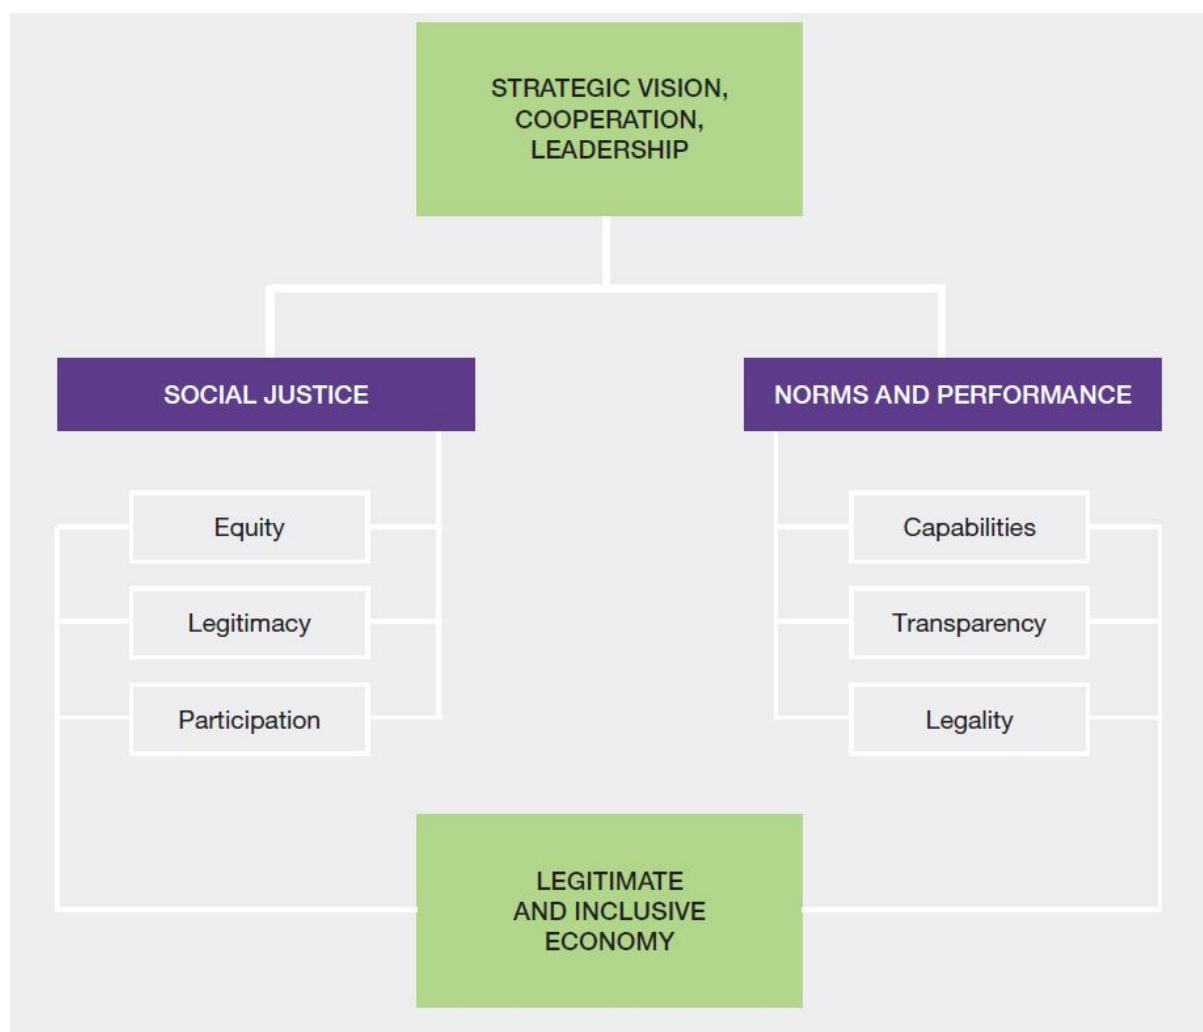 STRATEGIC VISION,
COOPERATION,
LEADERSHIP
SOCIAL JUSTICE
NORMS AND PERFORMANCE
Equity
Legitimacy
Participation
Capabilities
Transparency
Legality
LEGITIMATE
AND INCLUSIVE
ECONOMY